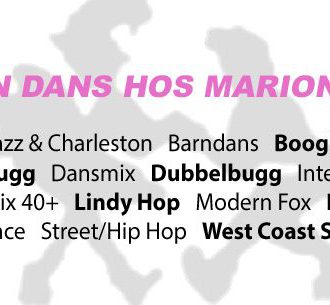 N DANS HOS MARION
azz & Charleston Barndans Boog
ugg Dansmix Dubbelbugg Inte
ix 40+ Lindy Hop Modern Fox
nce Street/Hip Hop West Coast S